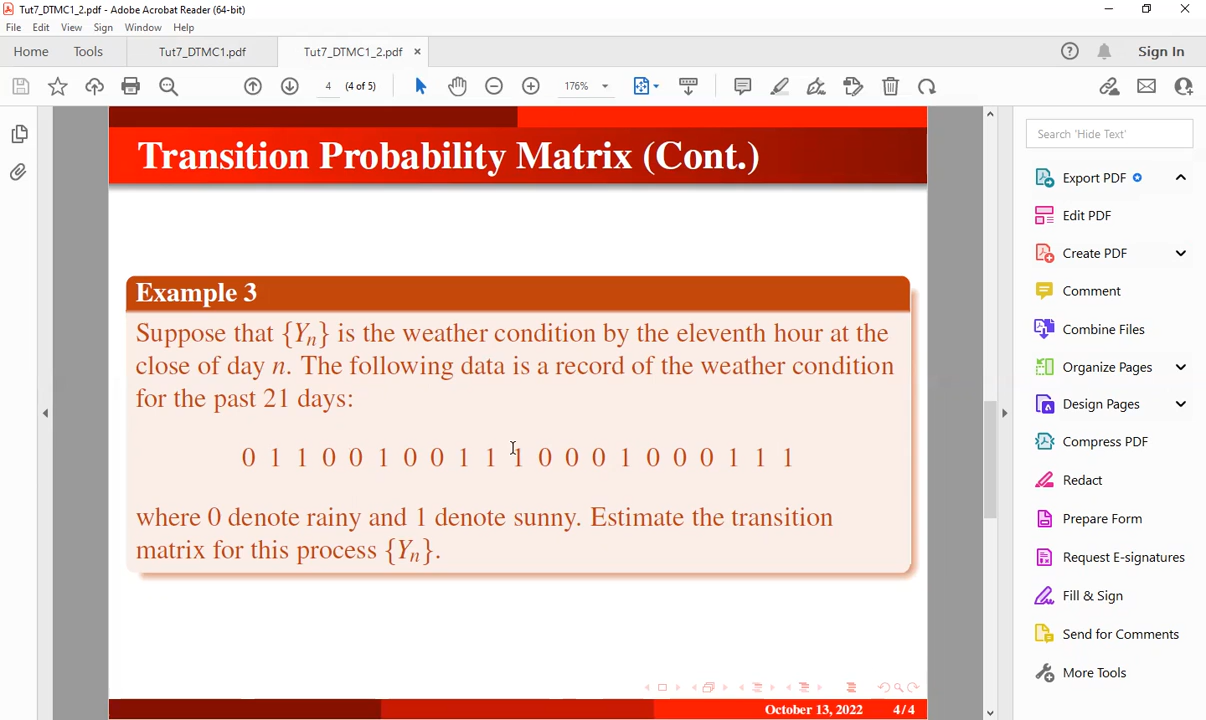 Tut7_DTMC1_2.pdf - Adobe Acrobat Reader (64-bit)
File Edit View Sign Window Help
Home Tools Tut7_DTMC1.pdf Tut7_DTMC1_2.pdf × Sign In
4 (4 of 5) 176%
Transition Probability Matrix (Cont.)
Example 3
Suppose that {Yn} is the weather condition by the eleventh hour at the
close of day n. The following data is a record of the weather condition
for the past 21 days:
0 1 1 0 0 1 0 0 1 1 1 0 0 0 1 0 0 0 1 1 1
where 0 denote rainy and 1 denote sunny. Estimate the transition
matrix for this process {Yn}.
October 13, 2022 4/4
Search 'Hide Text'
Export PDF
Edit PDF
Create PDF
Comment
Combine Files
Organize Pages
Design Pages
Compress PDF
Redact
Prepare Form
Request E-signatures
Fill & Sign
Send for Comments
More Tools